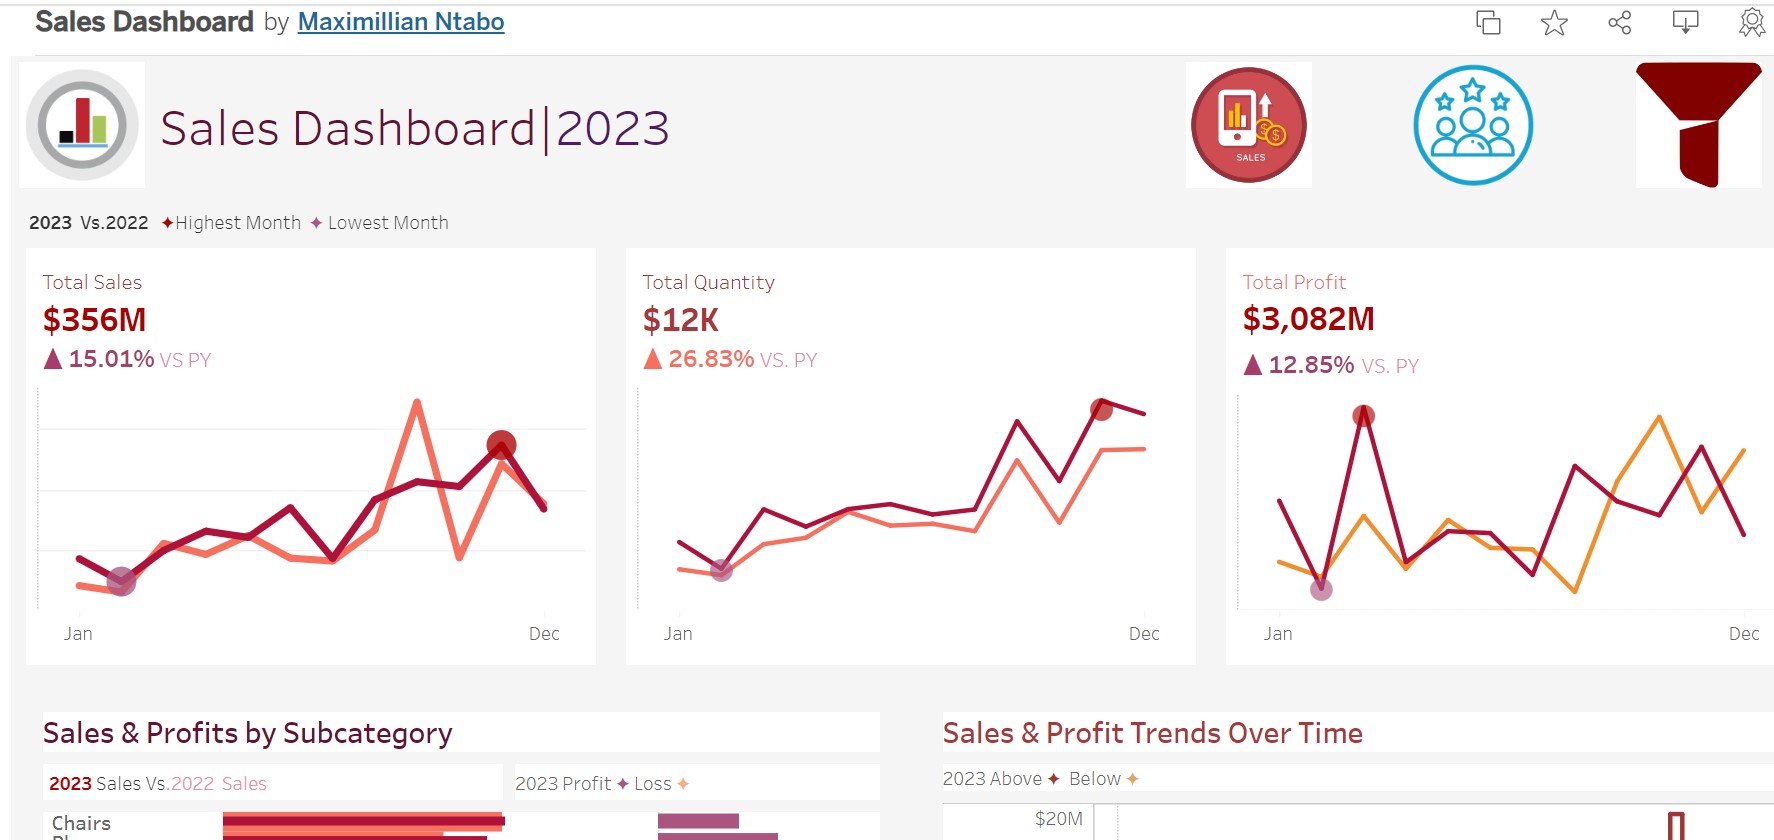 Sales Dashboard by Maximillian Ntabo
Sales Dashboard|2023
SALES
2023 Vs.2022 ✦Highest Month ✦ Lowest Month
Total Sales
$356M
▲ 15.01% VS PY
Jan Dec
Total Quantity
$12K
▲ 26.83% VS. PY
Jan Dec
Total Profit
$3,082M
▲ 12.85% VS. PY
Jan Dec
Sales & Profits by Subcategory
2023 Sales Vs.2022 Sales
2023 Profit ✦ Loss ✦
Chairs
Sales & Profit Trends Over Time
2023 Above ✦ Below ✦
$20M